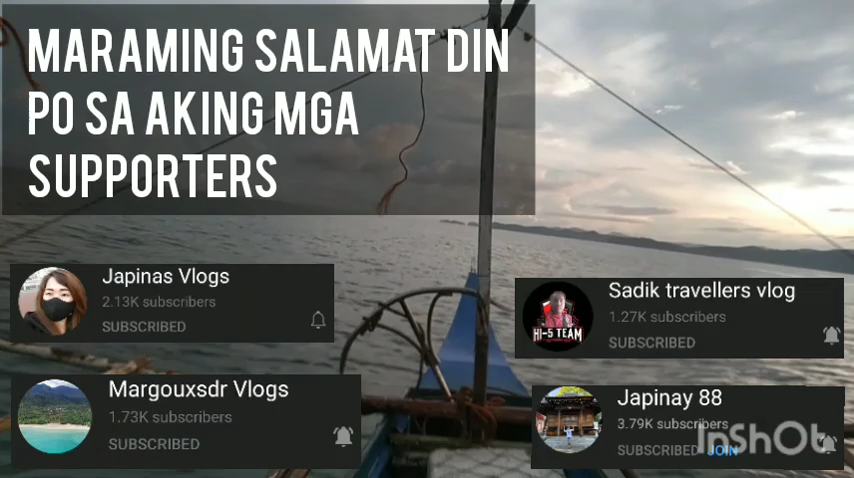 MARAMING SALAMAT DIN
PO SA AKING MGA
SUPPORTERS
Japinas Vlogs
2.13K subscribers
SUBSCRIBED
Sadik travellers vlog
1.27K subscribers
SUBSCRIBED
HI-5 TEAM
Margouxsdr Vlogs
1.73K subscribers
SUBSCRIBED
Japinay 88
3.79K subscribers
SUBSCRIBED JOIN
InShOt